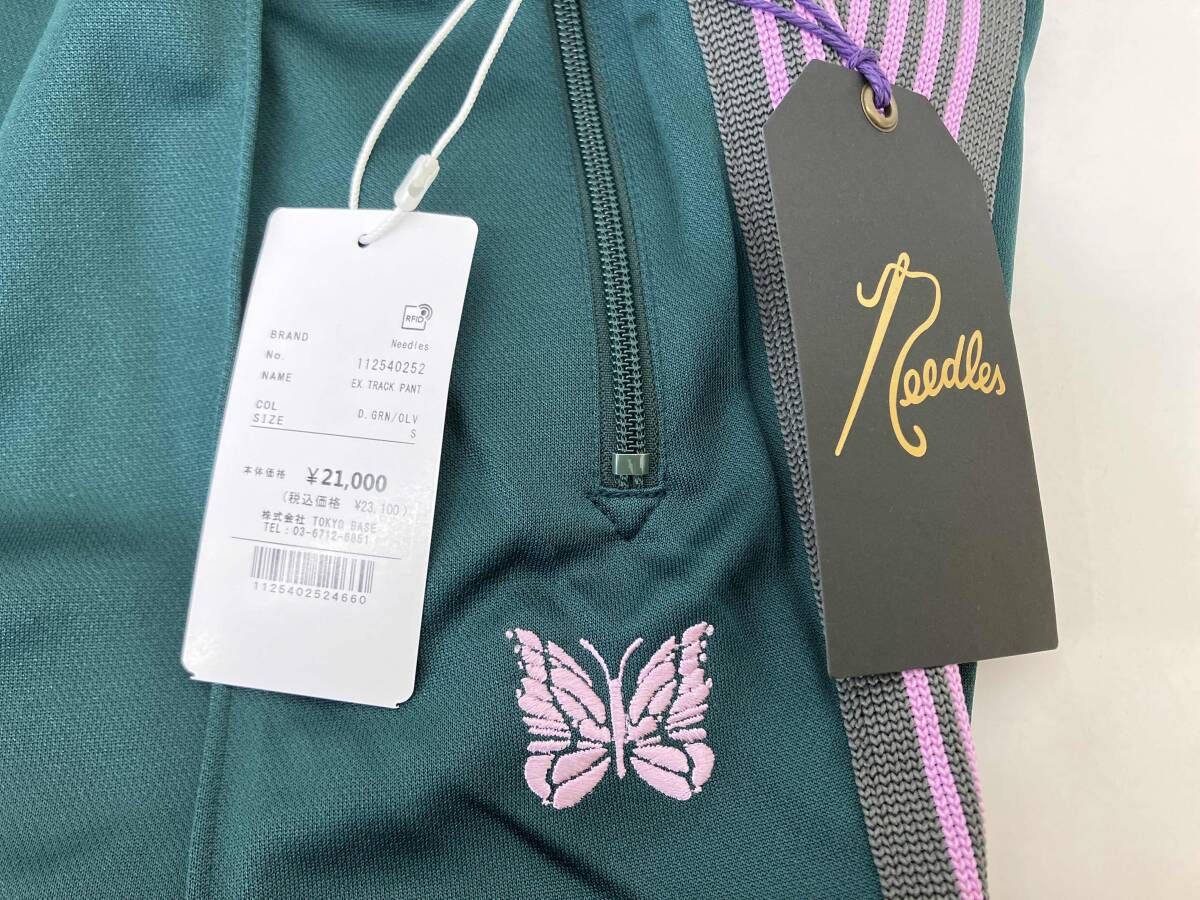 RFID
BRAND Needles
No. 112540252
NAME EX TRACK PANT
COL D.GRN/OLV
SIZE S
本体価格 ¥21,000
(税込価格 ¥23,100)
株式会社 TOKYO BASE
TEL:03-6712-6851
1125402524660
Needles